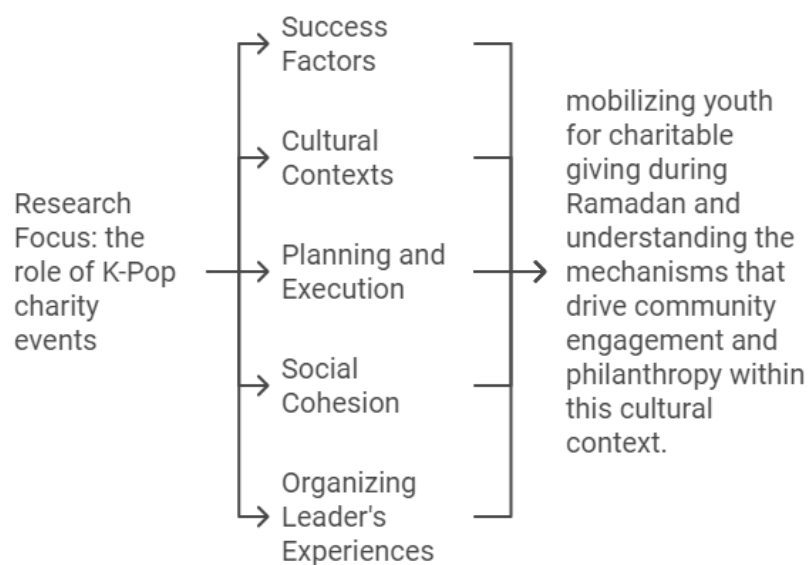 Research
Focus: the
role of K-Pop
charity
events
Success
Factors
Cultural
Contexts
Planning and
Execution
Social
Cohesion
Organizing
Leader's
Experiences
mobilizing youth
for charitable
giving during
Ramadan and
understanding the
mechanisms that
drive community
engagement and
philanthropy within
this cultural
context.